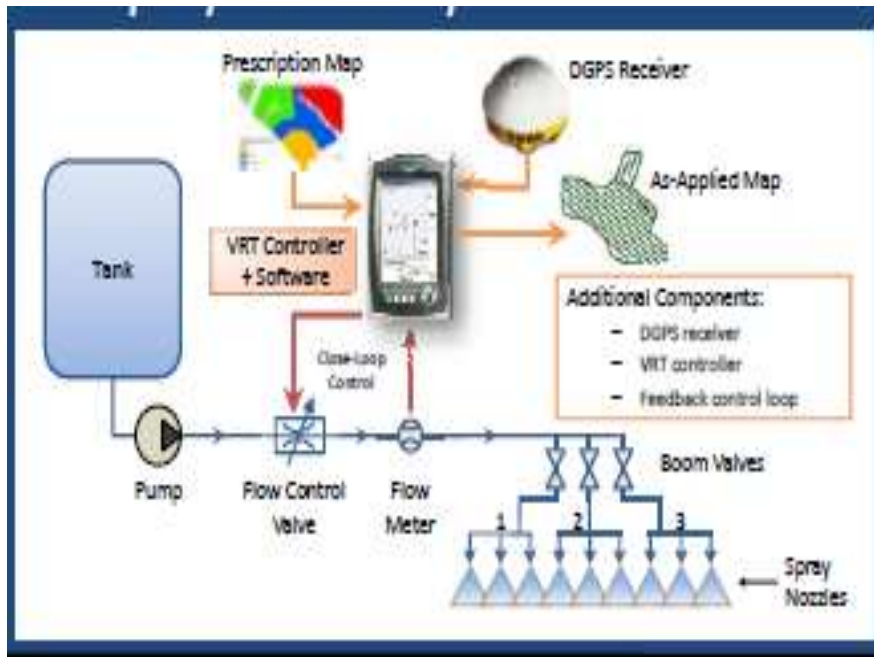 Prescription Map
DGPS Receiver
As-Applied Map
VRT Controller
+ Software
Tank
Additional Components:
– DGPS receiver
– VRT controller
– Feedback control loop
Close-Loop
Control
Pump
Flow Control
Valve
Flow
Meter
Boom Valves
1 2 3
Spray
Nozzles